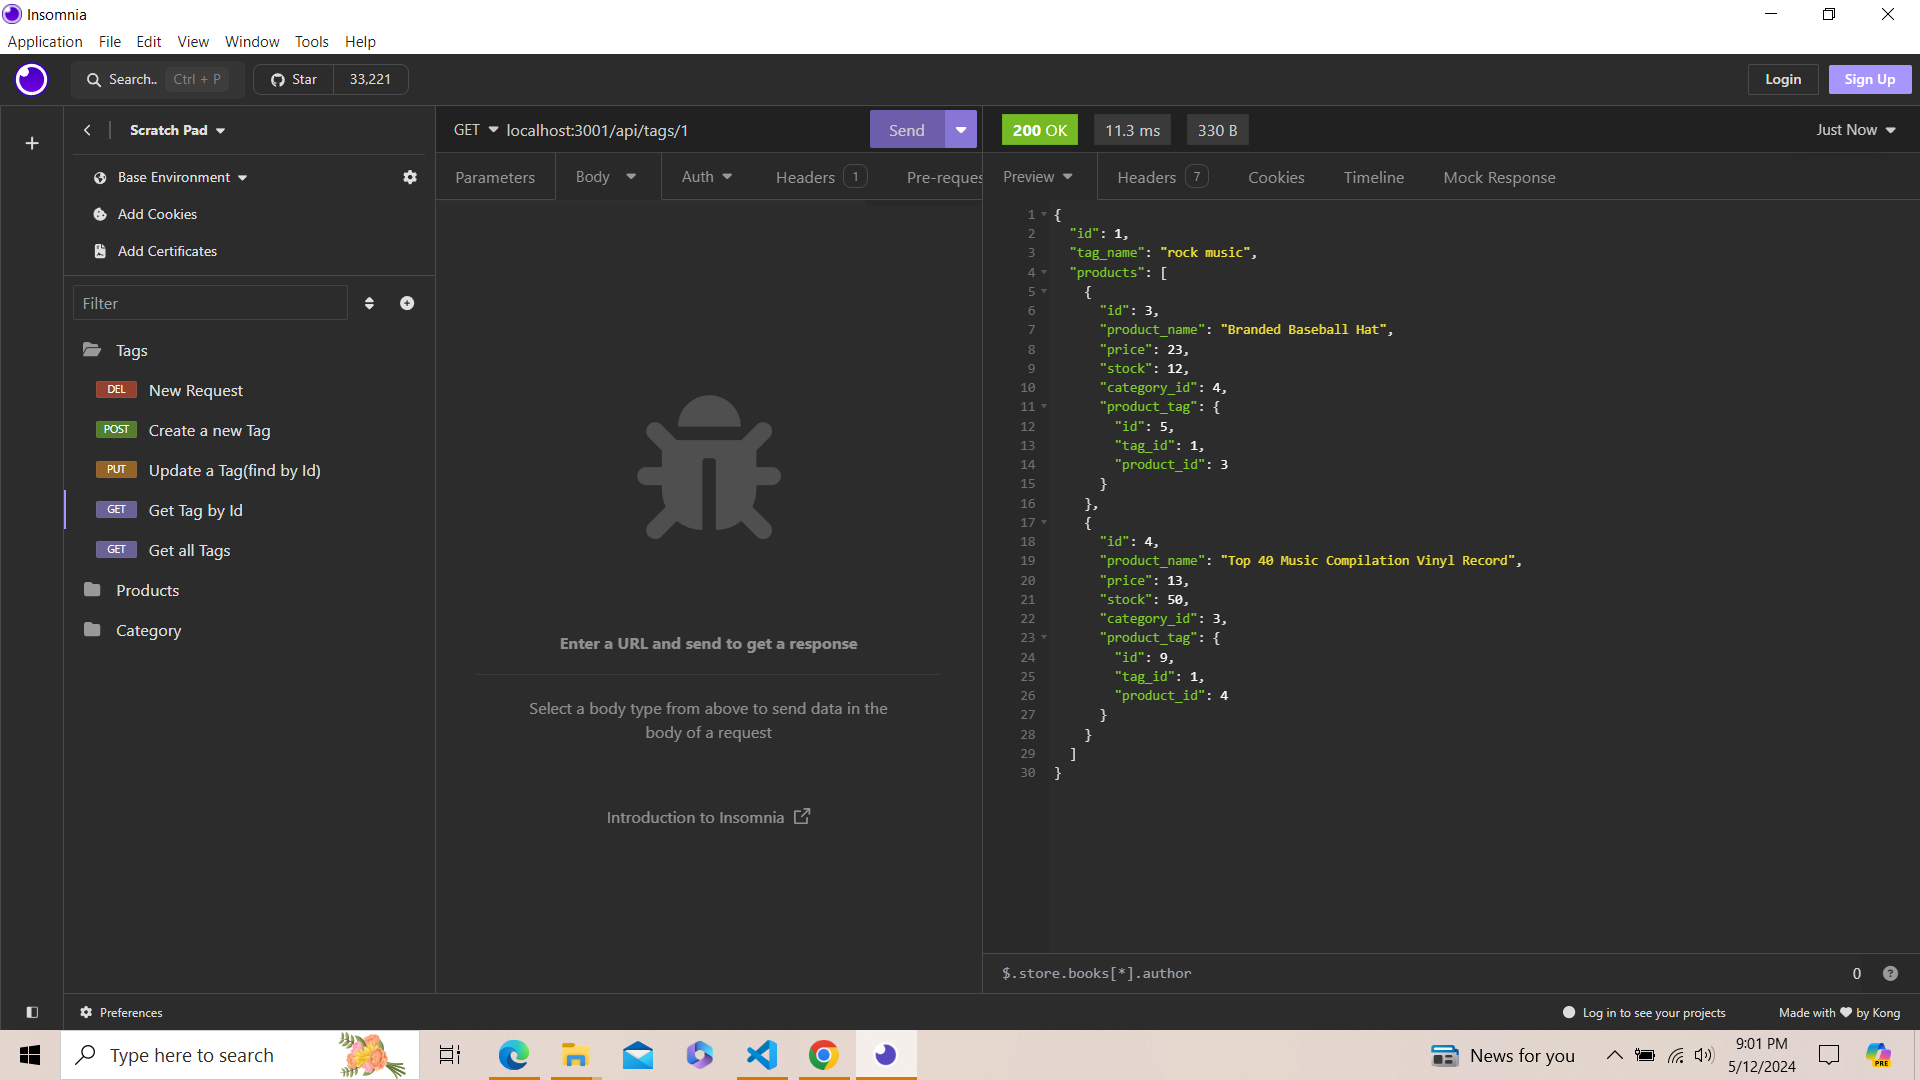 Insomnia
Application File Edit View Window Tools Help
Search.. Ctrl + P Star 33,221 Login Sign Up
Scratch Pad
Base Environment
Add Cookies
Add Certificates
Filter
Tags
DEL New Request
POST Create a new Tag
PUT Update a Tag(find by Id)
GET Get Tag by Id
GET Get all Tags
Products
Category
GET localhost:3001/api/tags/1 Send
Parameters Body Auth Headers 1 Pre-reques
Enter a URL and send to get a response
Select a body type from above to send data in the
body of a request
Introduction to Insomnia
200 OK 11.3 ms 330 B Just Now
Preview Headers 7 Cookies Timeline Mock Response
1 {
2 "id": 1,
3 "tag_name": "rock music",
4 "products": [
5 {
6 "id": 3,
7 "product_name": "Branded Baseball Hat",
8 "price": 23,
9 "stock": 12,
10 "category_id": 4,
11 "product_tag": {
12 "id": 5,
13 "tag_id": 1,
14 "product_id": 3
15 }
16 },
17 {
18 "id": 4,
19 "product_name": "Top 40 Music Compilation Vinyl Record",
20 "price": 13,
21 "stock": 50,
22 "category_id": 3,
23 "product_tag": {
24 "id": 9,
25 "tag_id": 1,
26 "product_id": 4
27 }
28 }
29 ]
30 }
$.store.books[*].author 0
Preferences Log in to see your projects Made with ❤ by Kong
Type here to search News for you 9:01 PM
5/12/2024
PRE